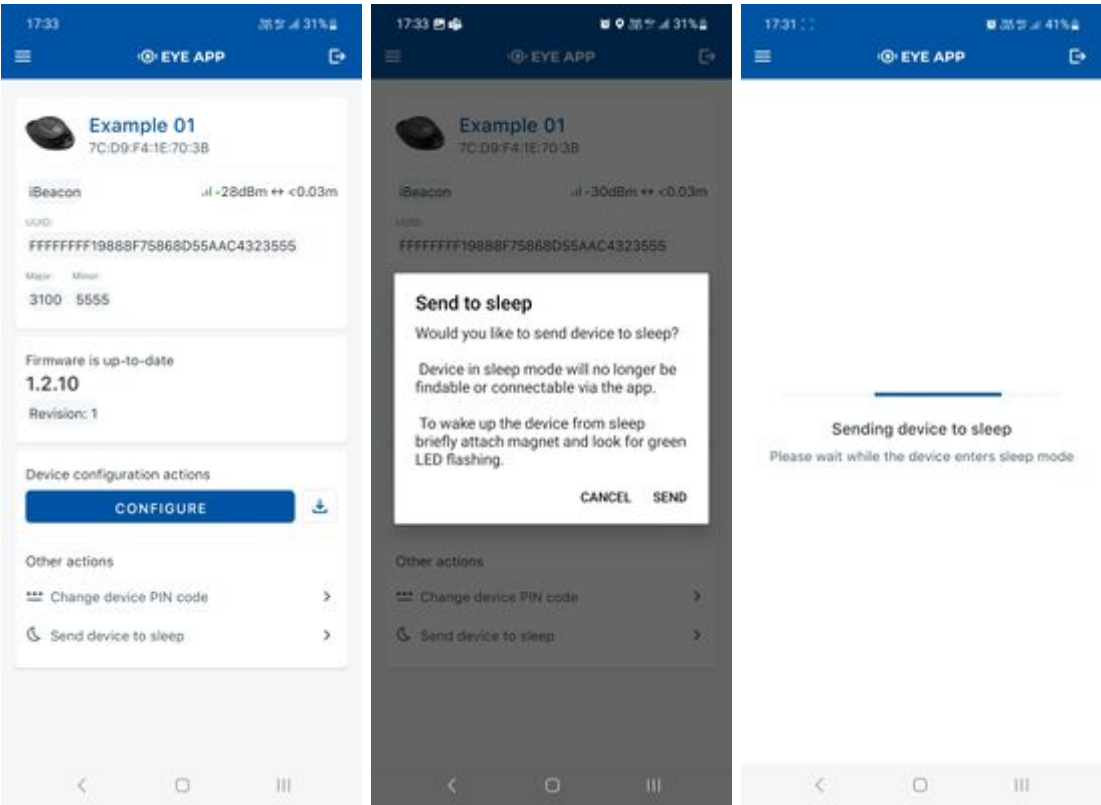 17:33
31%
EYE APP
Example 01
7C:D9:F4:1E:70:3B
iBeacon
-28dBm ↔ <0.03m
UUID:
FFFFFFFF19888F75868D55AAC4323555
Major: Minor:
3100 5555
Firmware is up-to-date
1.2.10
Revision: 1
Device configuration actions
CONFIGURE
Other actions
Change device PIN code
Send device to sleep
17:33
31%
EYE APP
Example 01
7C:D9:F4:1E:70:3B
iBeacon
-30dBm ↔ <0.03m
UUID:
FFFFFFFF19888F75868D55AAC4323555
Send to sleep
Would you like to send device to sleep?
Device in sleep mode will no longer be
findable or connectable via the app.
To wake up the device from sleep
briefly attach magnet and look for green
LED flashing.
CANCEL SEND
Other actions
Change device PIN code
Send device to sleep
17:31
41%
EYE APP
Sending device to sleep
Please wait while the device enters sleep mode